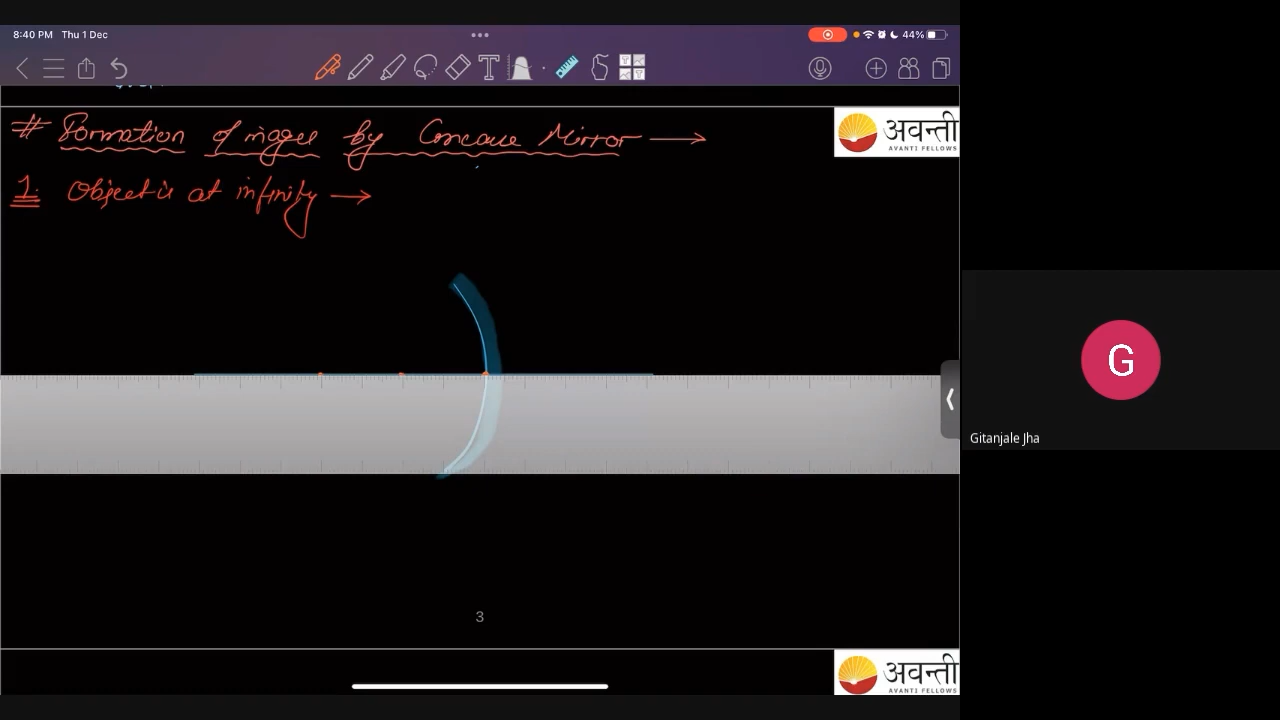 8:40 PM Thu 1 Dec
44%
# Formation of images by Concave Mirror →
अवन्ती
AVANTI FELLOWS
1. Object is at infinity →
G
Gitanjale Jha
3
अवन्ती
AVANTI FELLOWS